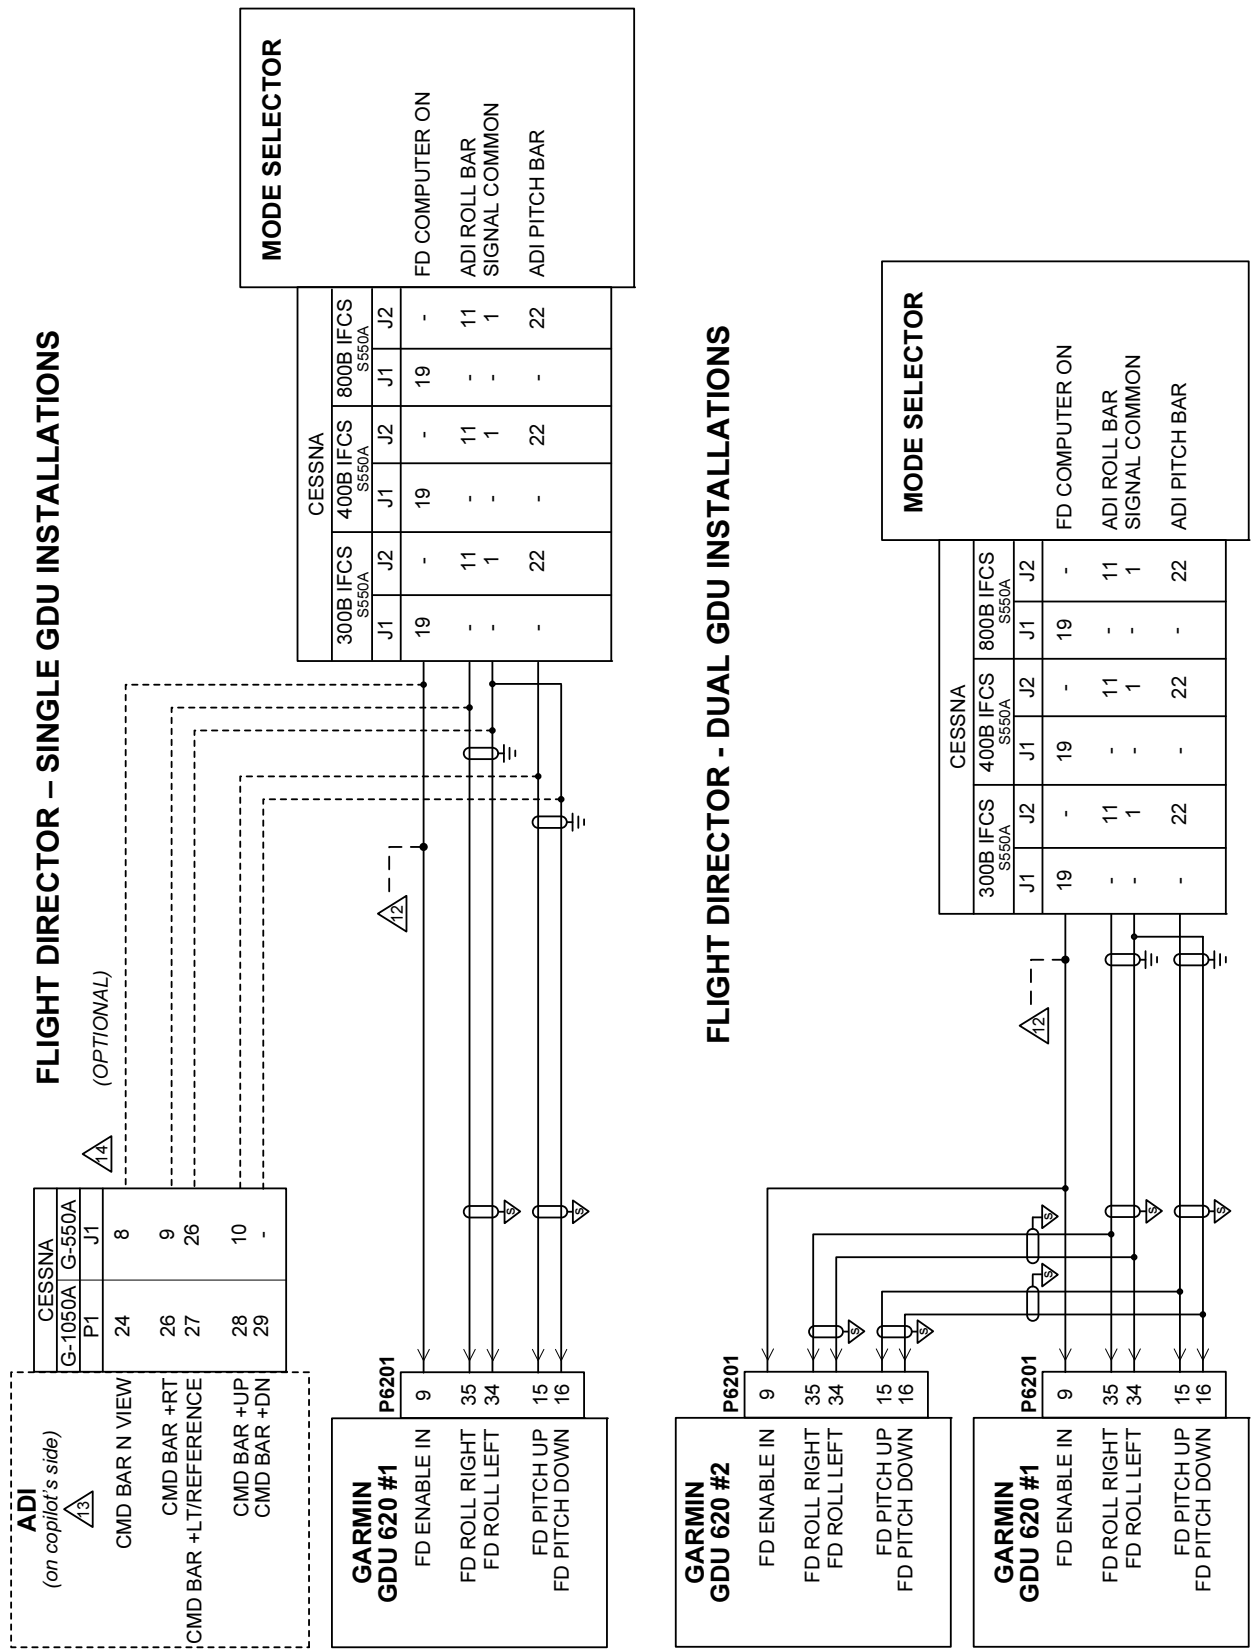 FLIGHT DIRECTOR – SINGLE GDU INSTALLATIONS
ADI
(on copilot's side)
13
CMD BAR N VIEW
CMD BAR +RT
CMD BAR +LT/REFERENCE
CMD BAR +UP
CMD BAR +DN
CESSNA
G-1050A G-550A
P1 J1
24 8
26 9
27 26
28 10
29 -
14
(OPTIONAL)
GARMIN
GDU 620 #1
P6201
FD ENABLE IN 9
FD ROLL RIGHT 35
FD ROLL LEFT 34
FD PITCH UP 15
FD PITCH DOWN 16
s
s
12
CESSNA
300B IFCS 400B IFCS 800B IFCS
S550A S550A S550A
J1 J2 J1 J2 J1 J2
19 - 19 - 19 -
- 11 - 11 - 11
- 1 - 1 - 1
- 22 - 22 - 22
MODE SELECTOR
FD COMPUTER ON
ADI ROLL BAR
SIGNAL COMMON
ADI PITCH BAR
FLIGHT DIRECTOR - DUAL GDU INSTALLATIONS
GARMIN
GDU 620 #2
P6201
FD ENABLE IN 9
FD ROLL RIGHT 35
FD ROLL LEFT 34
FD PITCH UP 15
FD PITCH DOWN 16
s
s
s
s
GARMIN
GDU 620 #1
P6201
FD ENABLE IN 9
FD ROLL RIGHT 35
FD ROLL LEFT 34
FD PITCH UP 15
FD PITCH DOWN 16
s
s
12
CESSNA
300B IFCS 400B IFCS 800B IFCS
S550A S550A S550A
J1 J2 J1 J2 J1 J2
19 - 19 - 19 -
- 11 - 11 - 11
- 1 - 1 - 1
- 22 - 22 - 22
MODE SELECTOR
FD COMPUTER ON
ADI ROLL BAR
SIGNAL COMMON
ADI PITCH BAR